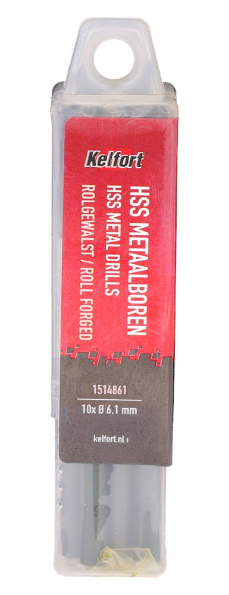 Kelfort
HSS METAALBOREN
HSS METAL DRILLS
ROLGEWALST / ROLL FORGED
1514861
10x Ø 6,1 mm
kelfort.nl